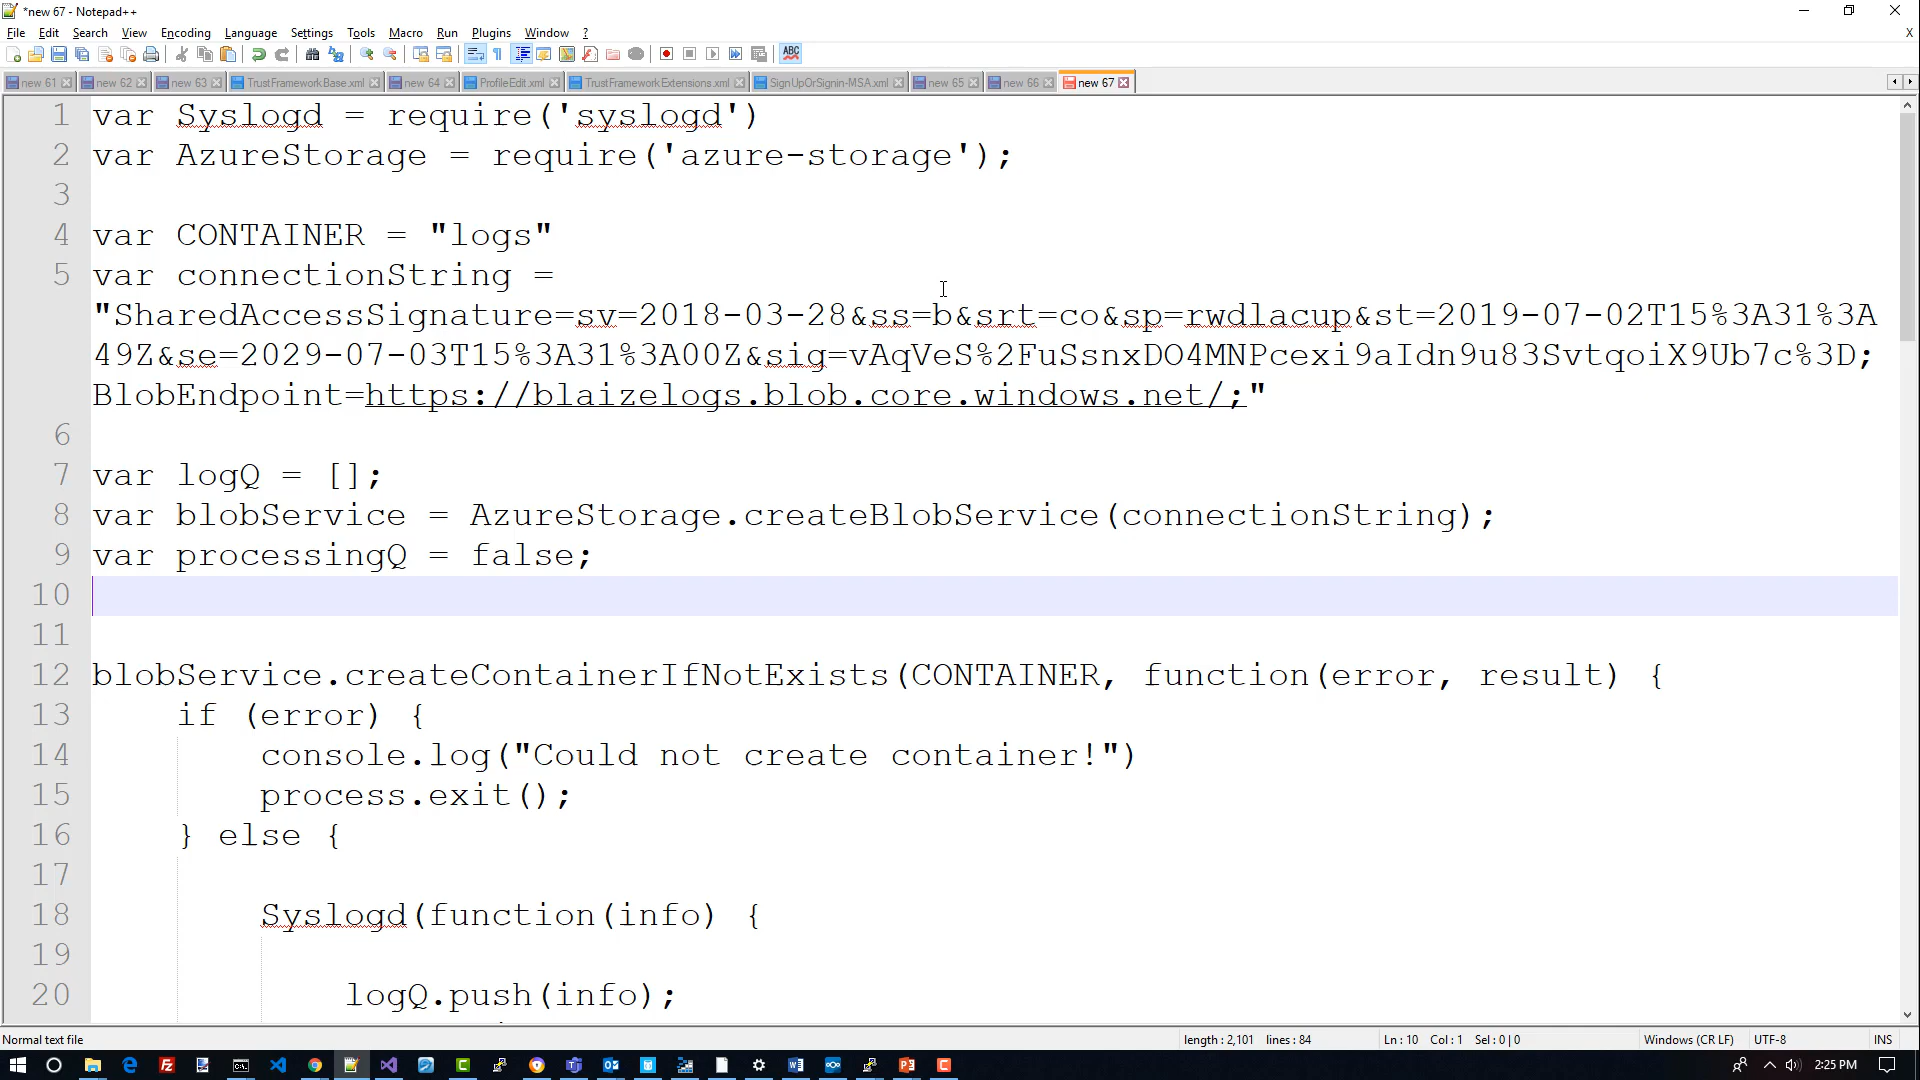 *new 67 - Notepad++
File Edit Search View Encoding Language Settings Tools Macro Run Plugins Window ? X
new 61 new 62 new 63 TrustFrameworkBase.xml new 64 ProfileEdit.xml TrustFrameworkExtensions.xml SignUpOrSignin-MSA.xml new 65 new 66 new 67
1 var Syslogd = require('syslogd')
2 var AzureStorage = require('azure-storage');
3
4 var CONTAINER = "logs"
5 var connectionString =
"SharedAccessSignature=sv=2018-03-28&ss=b&srt=co&sp=rwdlacup&st=2019-07-02T15%3A31%3A
49Z&se=2029-07-03T15%3A31%3A00Z&sig=vAqVeS%2FuSsnxDO4MNPcexi9aIdn9u83SvtqoiX9Ub7c%3D;
BlobEndpoint=https://blaizelogs.blob.core.windows.net/;"
6
7 var logQ = [];
8 var blobService = AzureStorage.createBlobService(connectionString);
9 var processingQ = false;
10
11
12 blobService.createContainerIfNotExists(CONTAINER, function(error, result) {
13 if (error) {
14 console.log("Could not create container!")
15 process.exit();
16 } else {
17
18 Syslogd(function(info) {
19
20 logQ.push(info);
Normal text file length : 2,101 lines : 84 Ln : 10 Col : 1 Sel : 0 | 0 Windows (CR LF) UTF-8 INS
2:25 PM